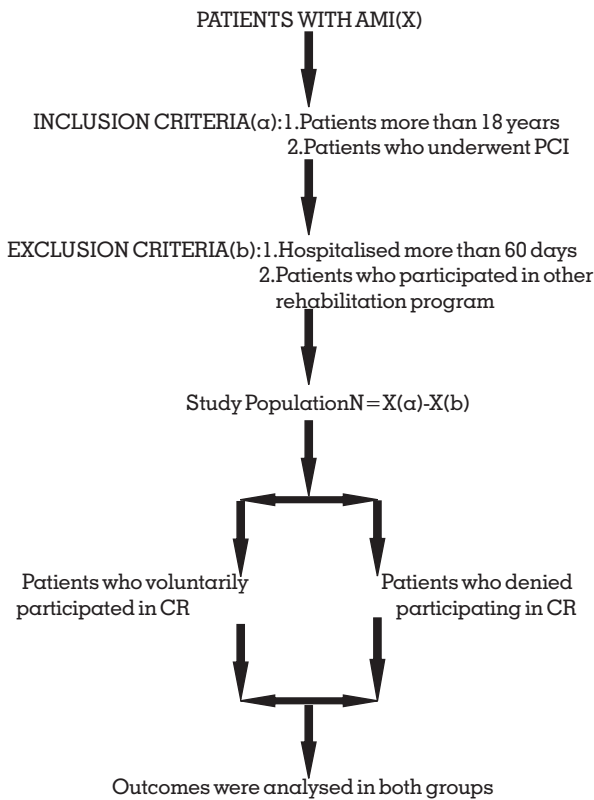 PATIENTS WITH AMI(X)
INCLUSION CRITERIA(a):1.Patients more than 18 years
2.Patients who underwent PCI
EXCLUSION CRITERIA(b):1.Hospitalised more than 60 days
2.Patients who participated in other
rehabilitation program
Study PopulationN=X(a)-X(b)
Patients who voluntarily
participated in CR
Patients who denied
participating in CR
Outcomes were analysed in both groups